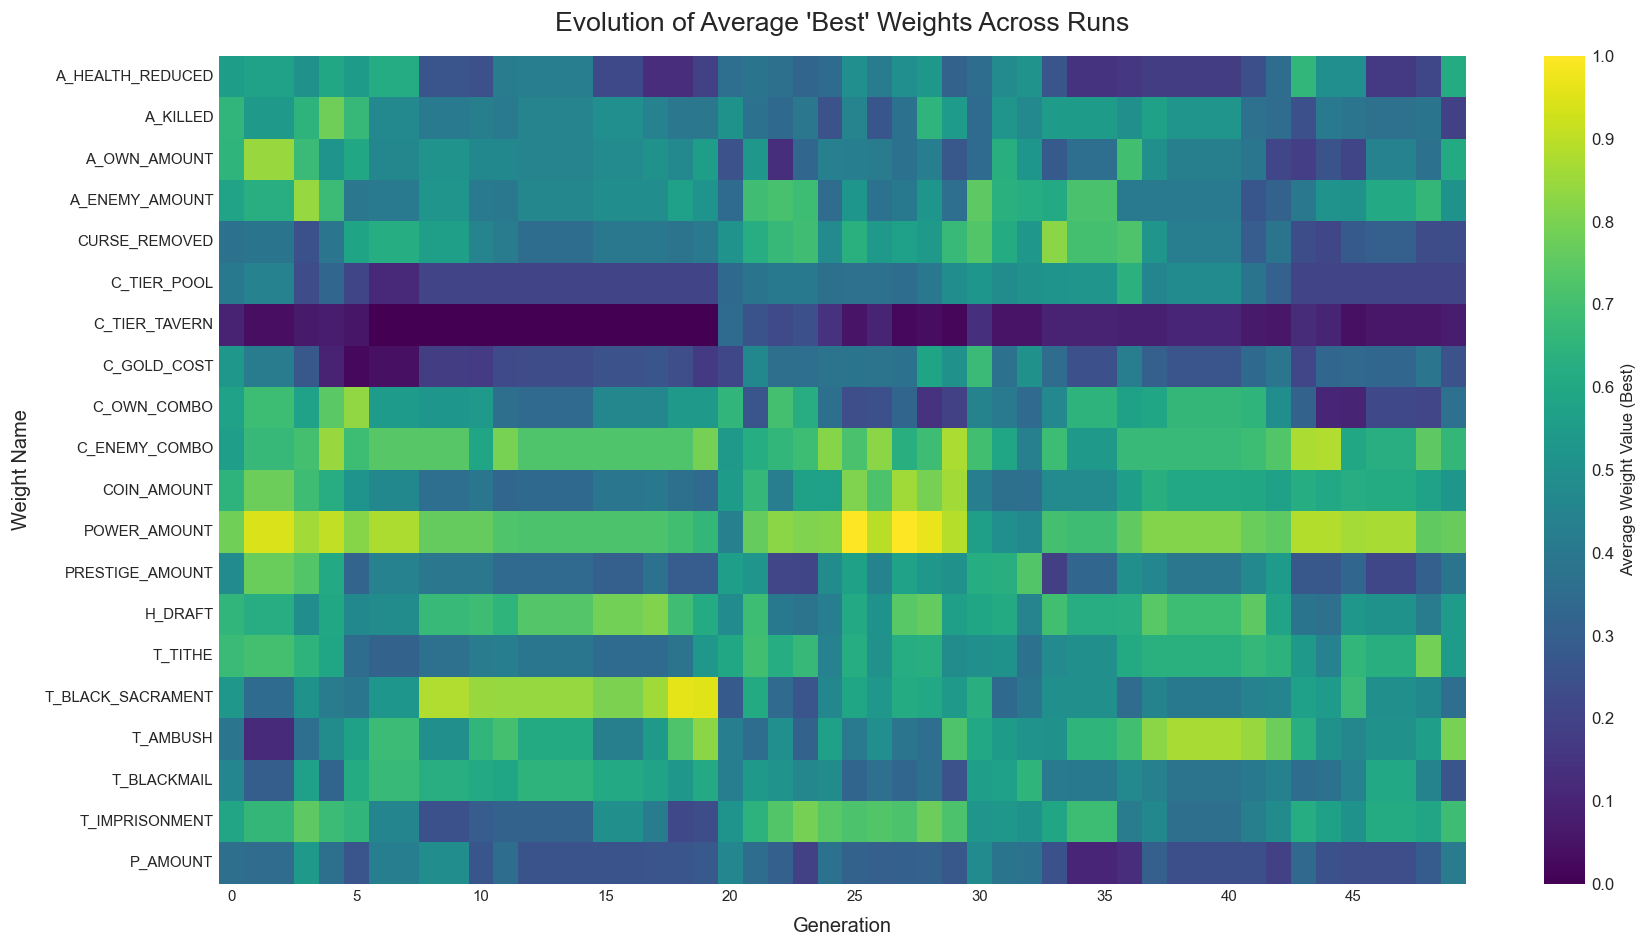 Evolution of Average 'Best' Weights Across Runs
Weight Name
A_HEALTH_REDUCED
A_KILLED
A_OWN_AMOUNT
A_ENEMY_AMOUNT
CURSE_REMOVED
C_TIER_POOL
C_TIER_TAVERN
C_GOLD_COST
C_OWN_COMBO
C_ENEMY_COMBO
COIN_AMOUNT
POWER_AMOUNT
PRESTIGE_AMOUNT
H_DRAFT
T_TITHE
T_BLACK_SACRAMENT
T_AMBUSH
T_BLACKMAIL
T_IMPRISONMENT
P_AMOUNT
0 5 10 15 20 25 30 35 40 45
Generation
1.0
0.9
0.8
0.7
0.6
0.5
0.4
0.3
0.2
0.1
0.0
Average Weight Value (Best)